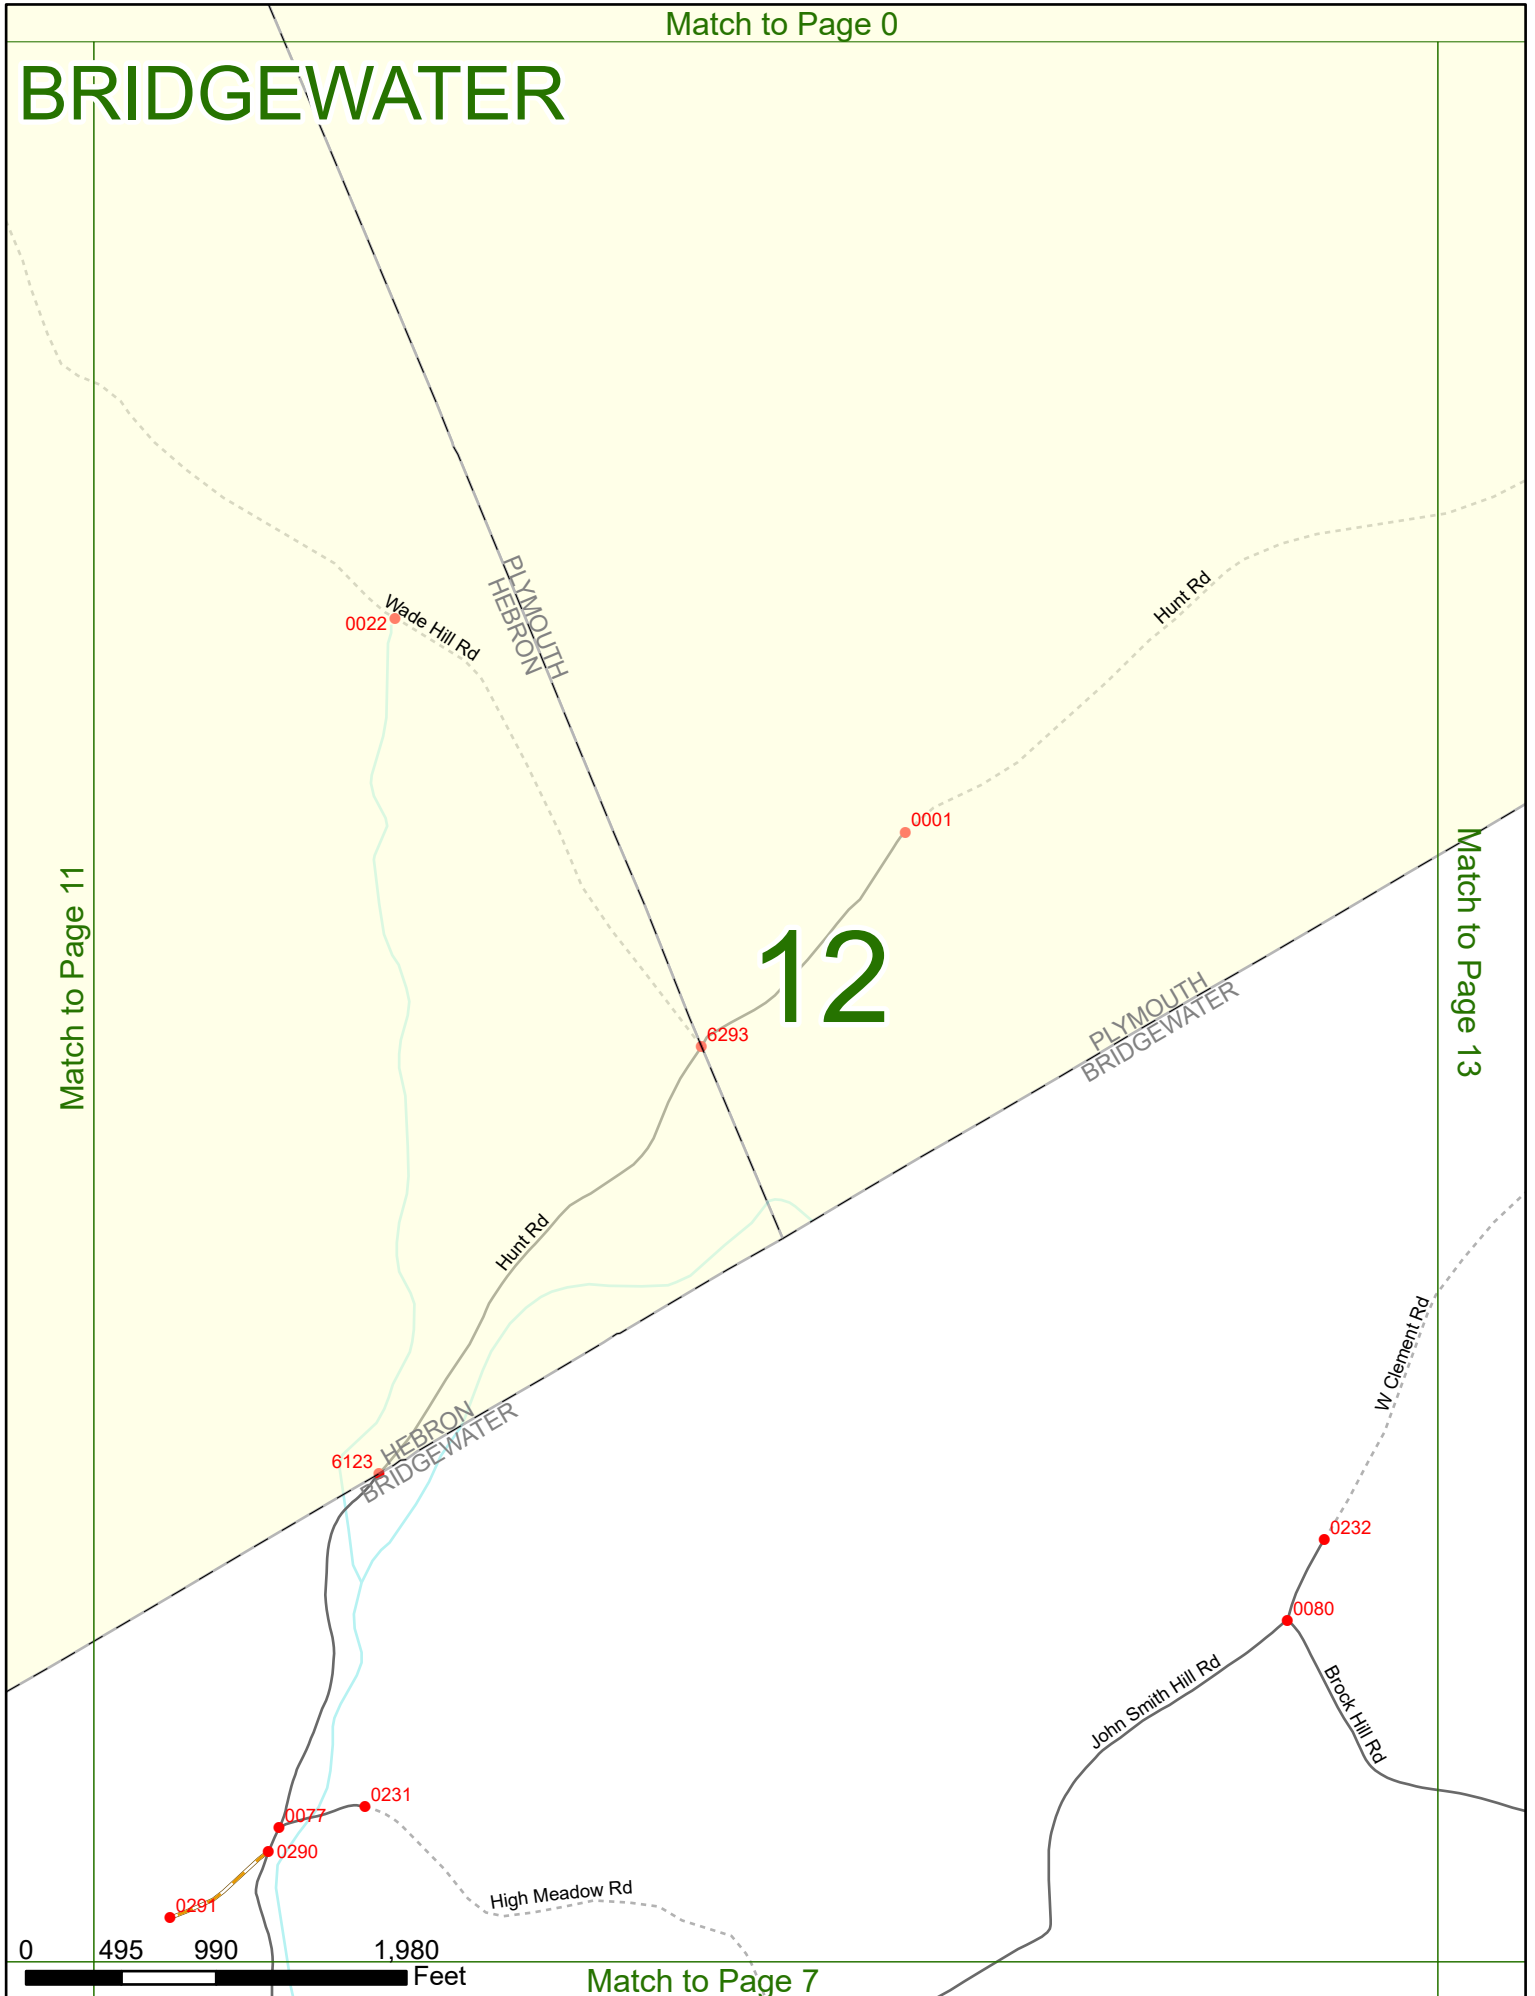 Match to Page 0
BRIDGEWATER
PLYMOUTH
HEBRON
Hunt Rd
Wade Hill Rd
0022
0001
Match to Page 11
Match to Page 13
12
6293
PLYMOUTH
BRIDGEWATER
Hunt Rd
W Clement Rd
HEBRON
BRIDGEWATER
6123
0232
0080
John Smith Hill Rd
Brock Hill Rd
0231
0077
0290
0291
High Meadow Rd
0 495 990 1,980
Feet
Match to Page 7